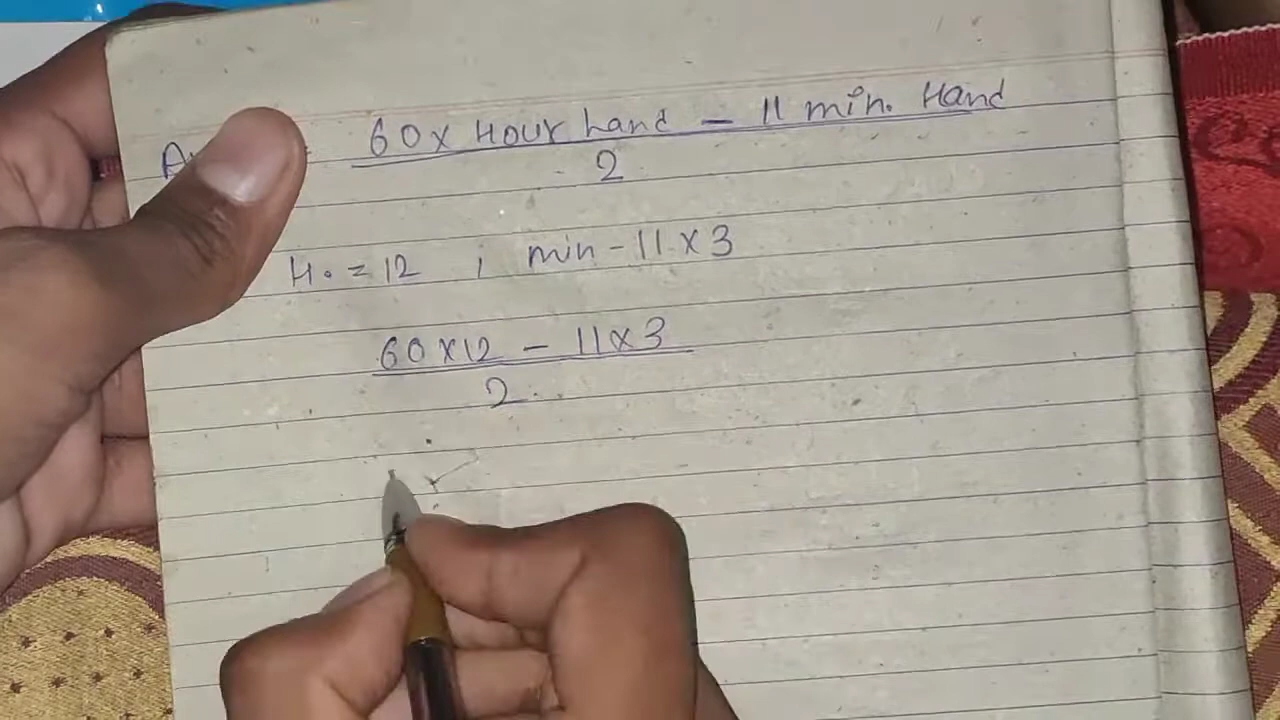 60 x Hour hand - 11 min. Hand
2
H. = 12 ; min - 11 x 3
60 x 12 - 11 x 3
2